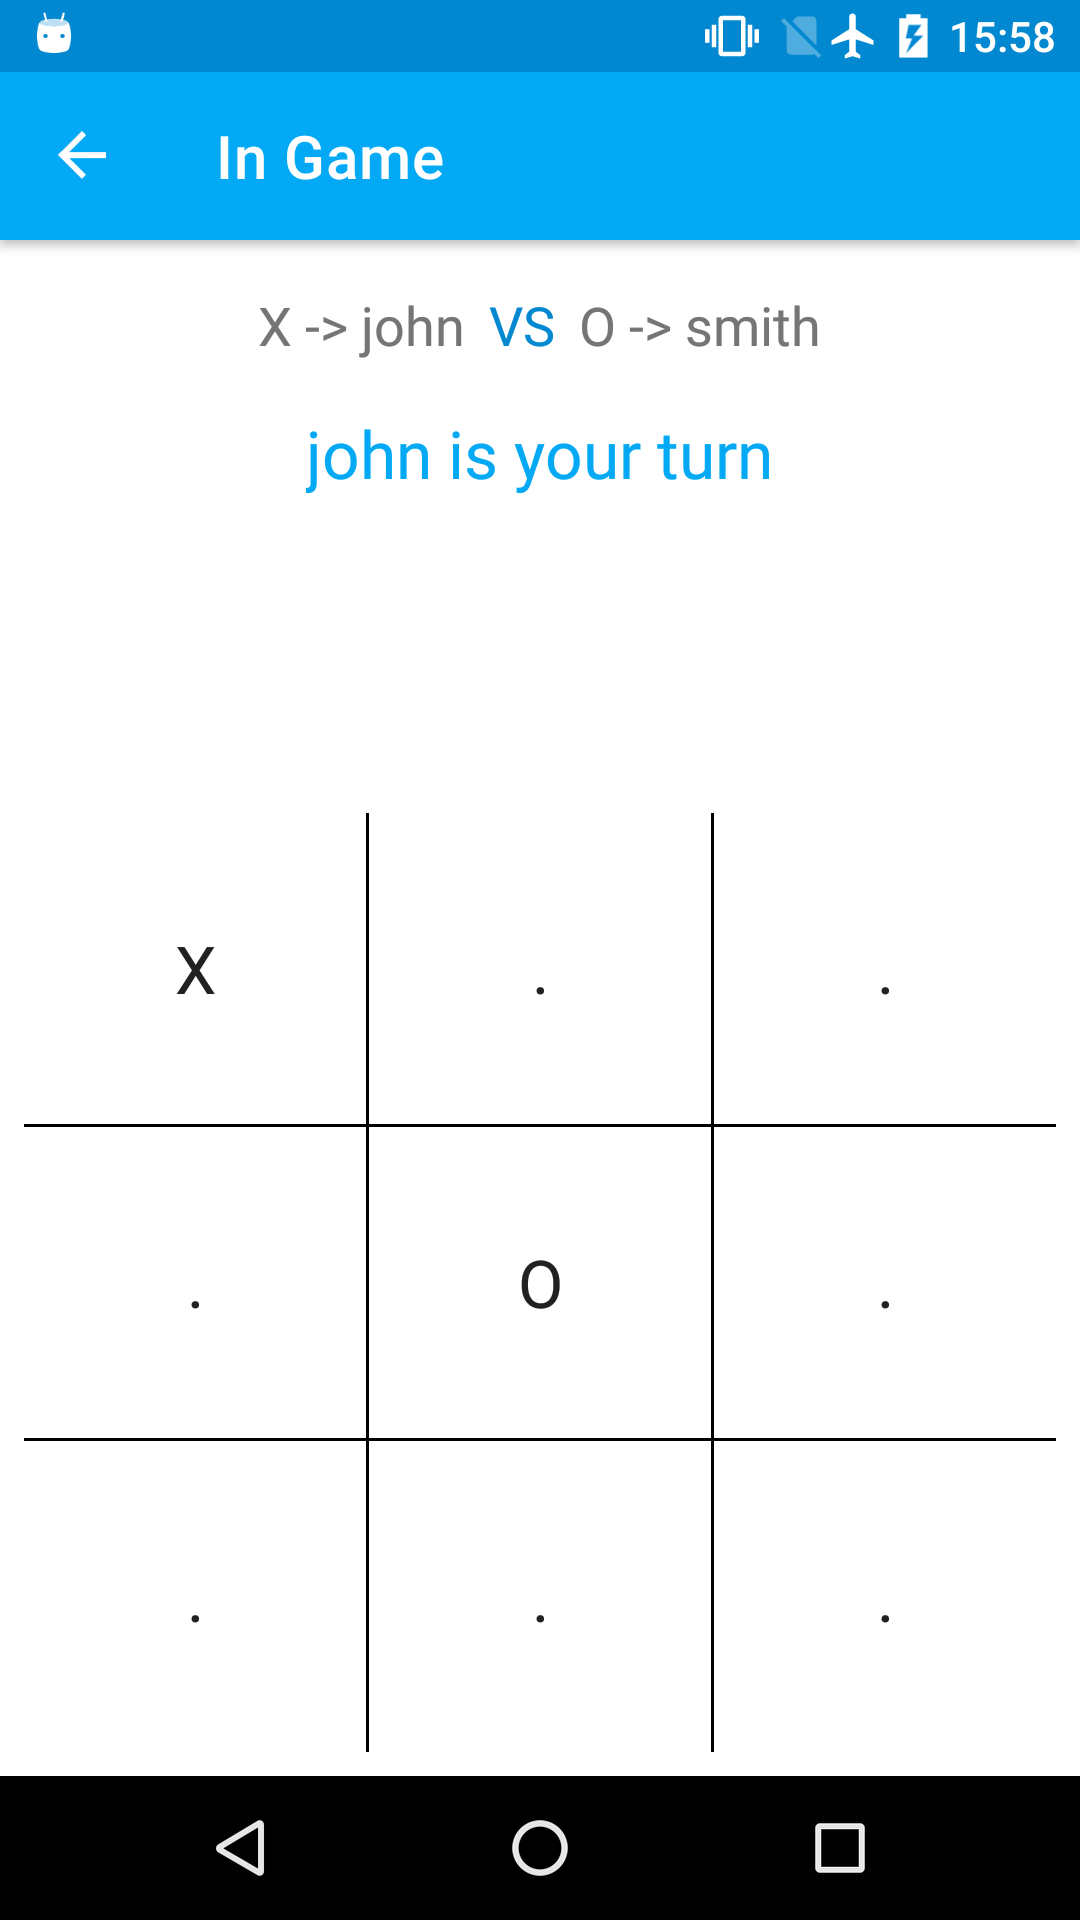 15:58
In Game
X -> john VS O -> smith
john is your turn
X . .
. O .
. . .